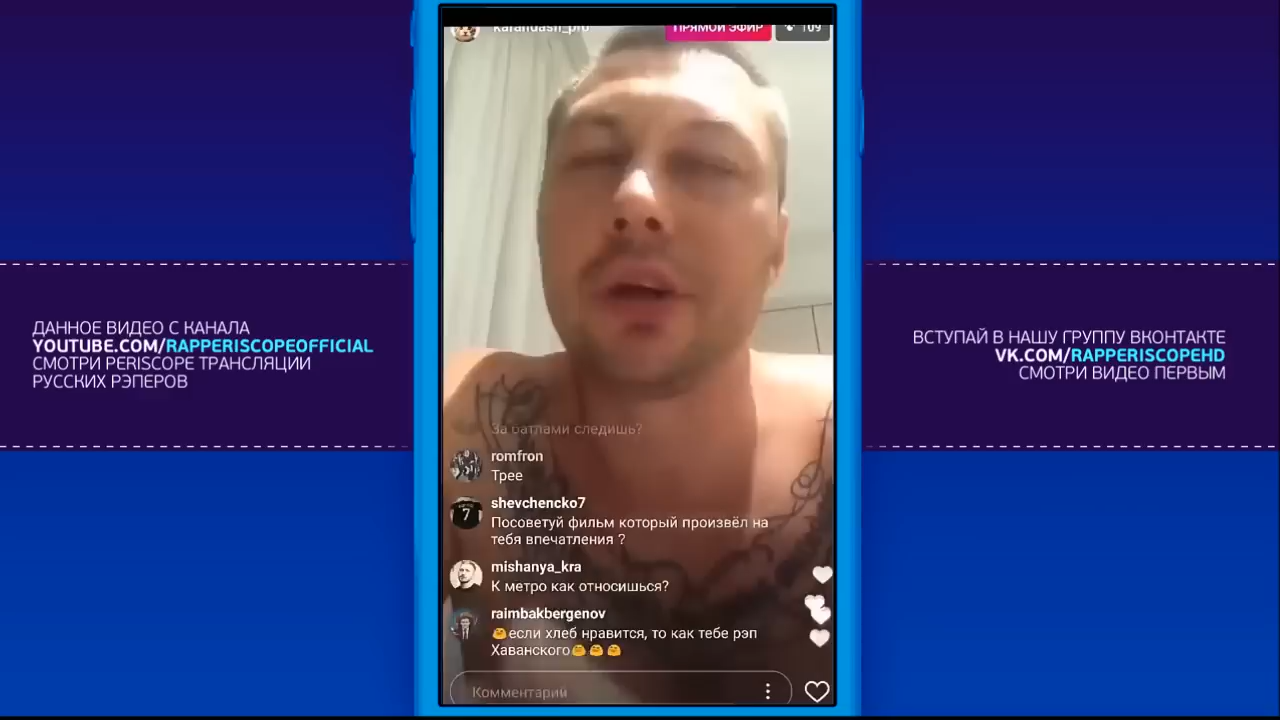 karandash_pro
ПРЯМОЙ ЭФИР
109
ДАННОЕ ВИДЕО С КАНАЛА
YOUTUBE.COM/RAPPERISCOPEOFFICIAL
СМОТРИ PERISCOPE ТРАНСЛЯЦИИ
РУССКИХ РЭПЕРОВ
За батлами следишь?
romfron
Трее
shevchencko7
Посоветуй фильм который произвёл на
тебя впечатления ?
mishanya_kra
К метро как относишься?
raimbakbergenov
если хлеб нравится, то как тебе рэп
Хаванского
Комментарий
ВСТУПАЙ В НАШУ ГРУППУ ВКОНТАКТЕ
VK.COM/RAPPERISCOPEHD
СМОТРИ ВИДЕО ПЕРВЫМ